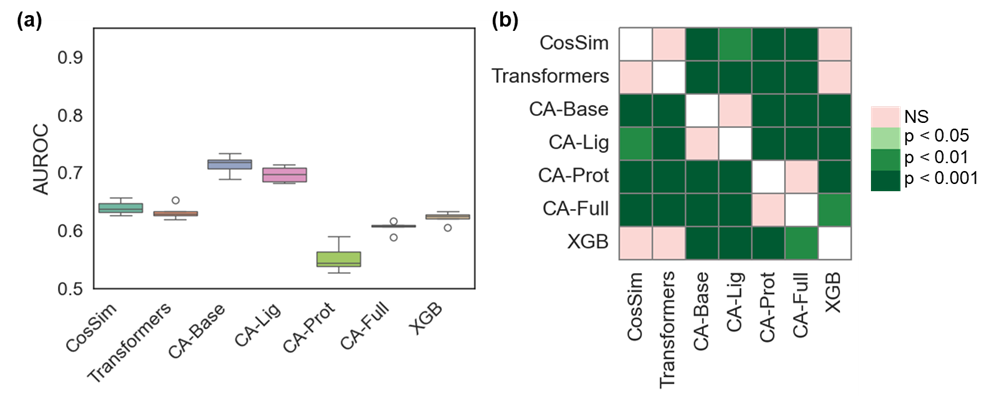 (a)
AUROC
0.9
0.8
0.7
0.6
0.5
CosSim
Transformers
CA-Base
CA-Lig
CA-Prot
CA-Full
XGB
(b)
CosSim
Transformers
CA-Base
CA-Lig
CA-Prot
CA-Full
XGB
CosSim
Transformers
CA-Base
CA-Lig
CA-Prot
CA-Full
XGB
NS
p < 0.05
p < 0.01
p < 0.001